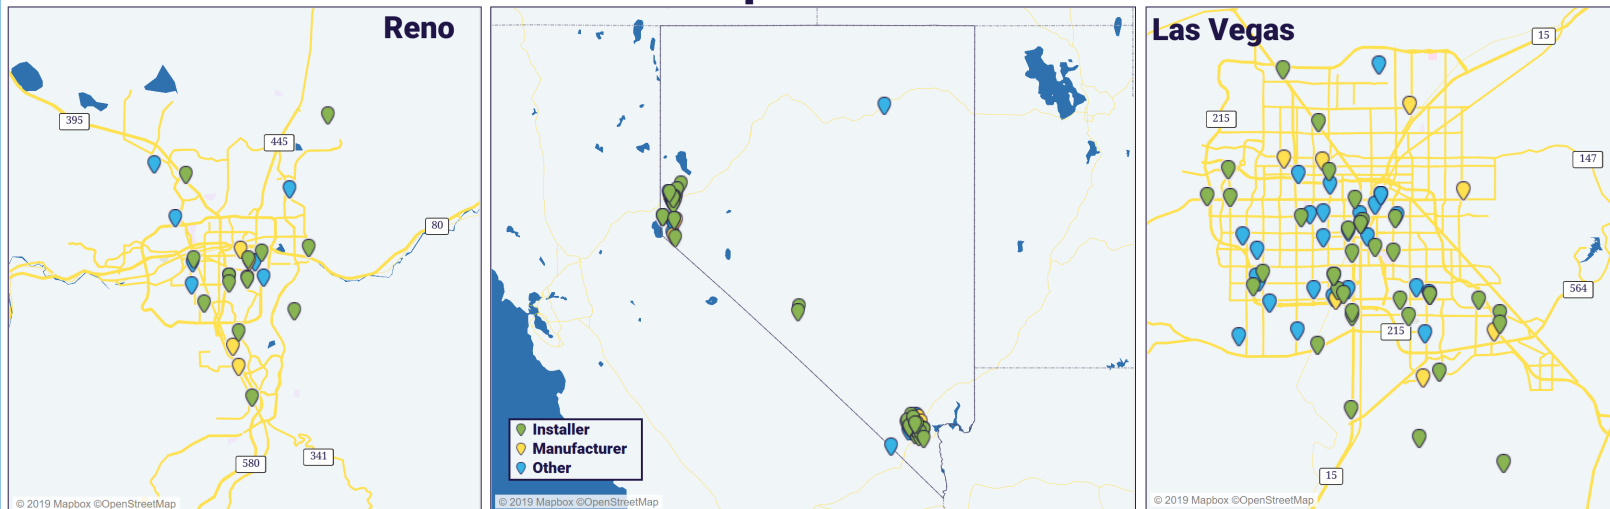 Reno
395
445
80
580
341
© 2019 Mapbox ©OpenStreetMap
Installer
Manufacturer
Other
© 2019 Mapbox ©OpenStreetMap
Las Vegas
15
215
147
564
215
15
© 2019 Mapbox ©OpenStreetMap